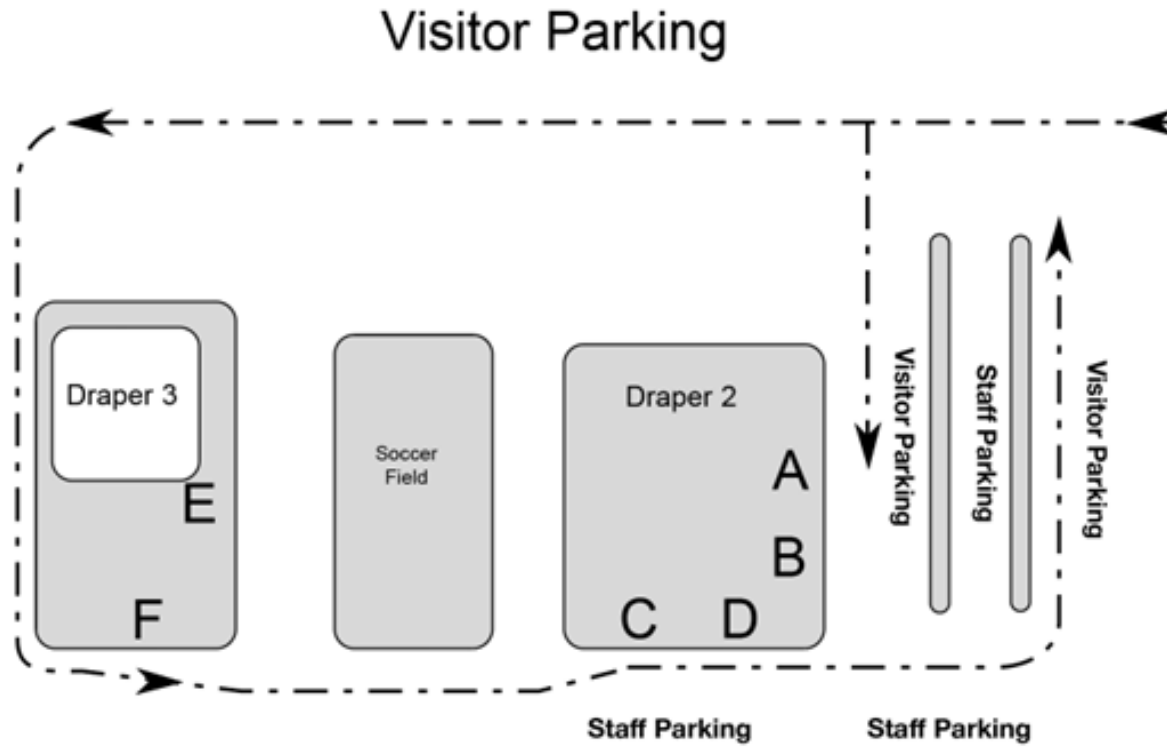 Visitor Parking
Draper 3
Soccer
Field
Draper 2
A
B
C
D
E
F
Visitor Parking
Staff Parking
Visitor Parking
Staff Parking
Staff Parking